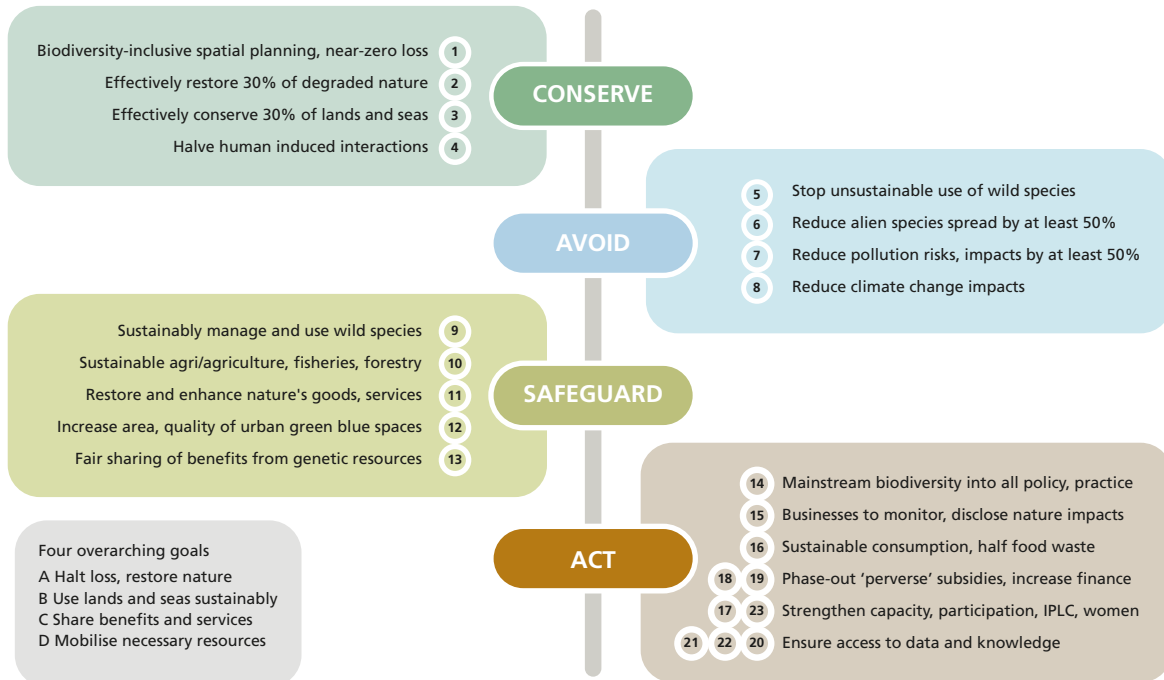 Biodiversity-inclusive spatial planning, near-zero loss 1
Effectively restore 30% of degraded nature 2
Effectively conserve 30% of lands and seas 3
Halve human induced interactions 4
CONSERVE
5 Stop unsustainable use of wild species
6 Reduce alien species spread by at least 50%
7 Reduce pollution risks, impacts by at least 50%
8 Reduce climate change impacts
AVOID
Sustainably manage and use wild species 9
Sustainable agri/agriculture, fisheries, forestry 10
Restore and enhance nature's goods, services 11
Increase area, quality of urban green blue spaces 12
Fair sharing of benefits from genetic resources 13
SAFEGUARD
14 Mainstream biodiversity into all policy, practice
15 Businesses to monitor, disclose nature impacts
16 Sustainable consumption, half food waste
18 19 Phase-out ‘perverse’ subsidies, increase finance
17 23 Strengthen capacity, participation, IPLC, women
21 22 20 Ensure access to data and knowledge
ACT
Four overarching goals
A Halt loss, restore nature
B Use lands and seas sustainably
C Share benefits and services
D Mobilise necessary resources